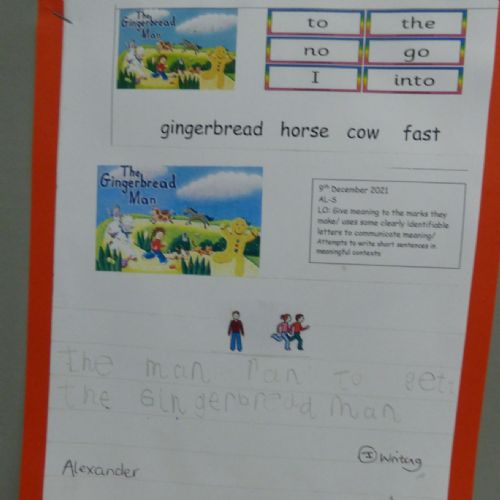 The
Gingerbread
Man
to
the
no
go
I
into
gingerbread horse cow fast
The
Gingerbread
Man
9th December 2021
AL-S
LO: Give meaning to the marks they
make/ uses some clearly identifiable
letters to communicate meaning/
Attempts to write short sentences in
meaningful contexts
the man ran to get
the Gingerbread man
I Writing
Alexander